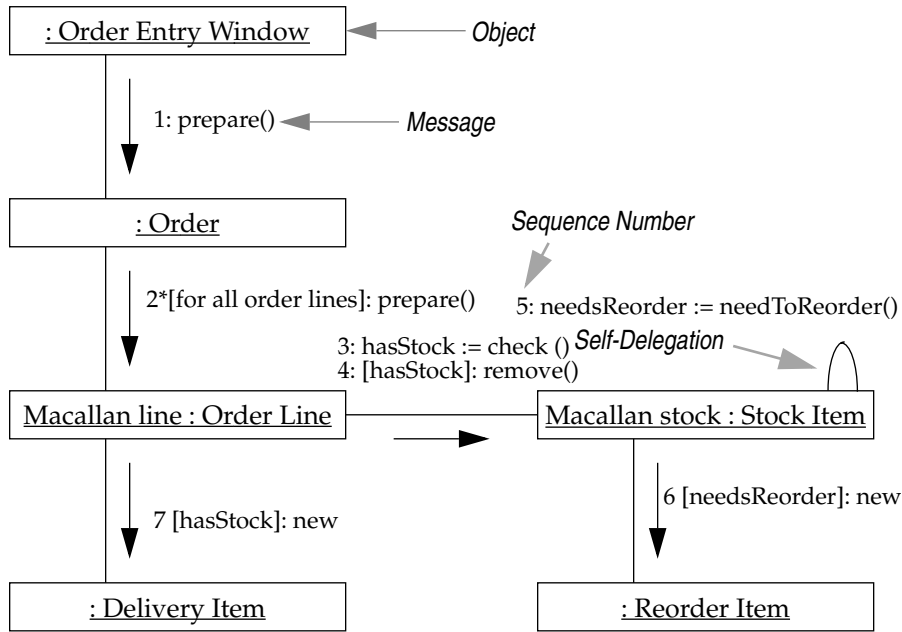 : Order Entry Window
Object
1: prepare()
Message
: Order
Sequence Number
2*[for all order lines]: prepare()
5: needsReorder := needToReorder()
3: hasStock := check ()
Self-Delegation
4: [hasStock]: remove()
Macallan line : Order Line
Macallan stock : Stock Item
7 [hasStock]: new
6 [needsReorder]: new
: Delivery Item
: Reorder Item